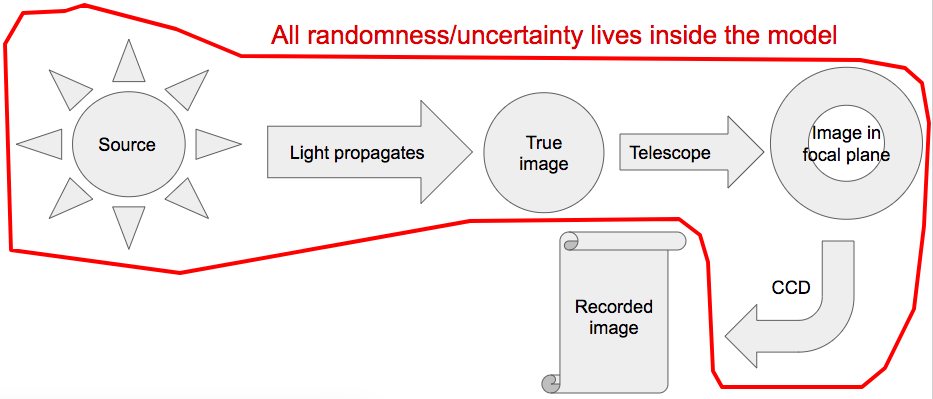 All randomness/uncertainty lives inside the model
Source
Light propagates
True
image
Telescope
Image in
focal plane
CCD
Recorded
image